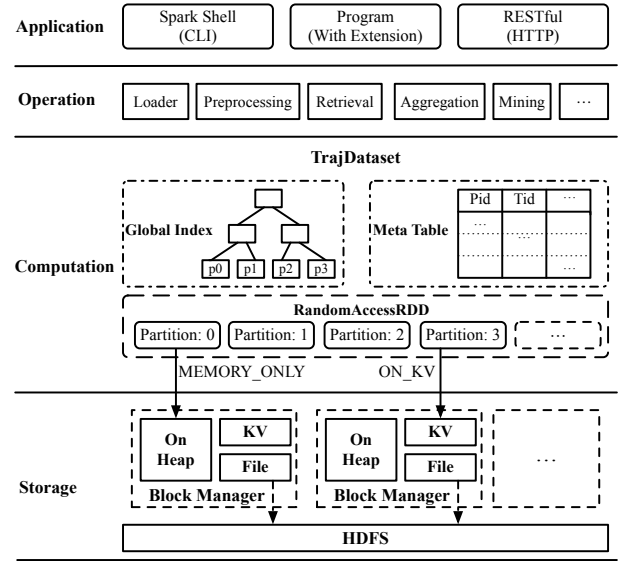 Application
Spark Shell
(CLI)
Program
(With Extension)
RESTful
(HTTP)
Operation
Loader
Preprocessing
Retrieval
Aggregation
Mining
...
TrajDataset
Computation
Global Index
p0
p1
p2
p3
Meta Table
Pid
Tid
...
...
...
...
RandomAccessRDD
Partition: 0
Partition: 1
Partition: 2
Partition: 3
...
MEMORY_ONLY
ON_KV
Storage
On
Heap
KV
File
Block Manager
On
Heap
KV
File
Block Manager
...
HDFS